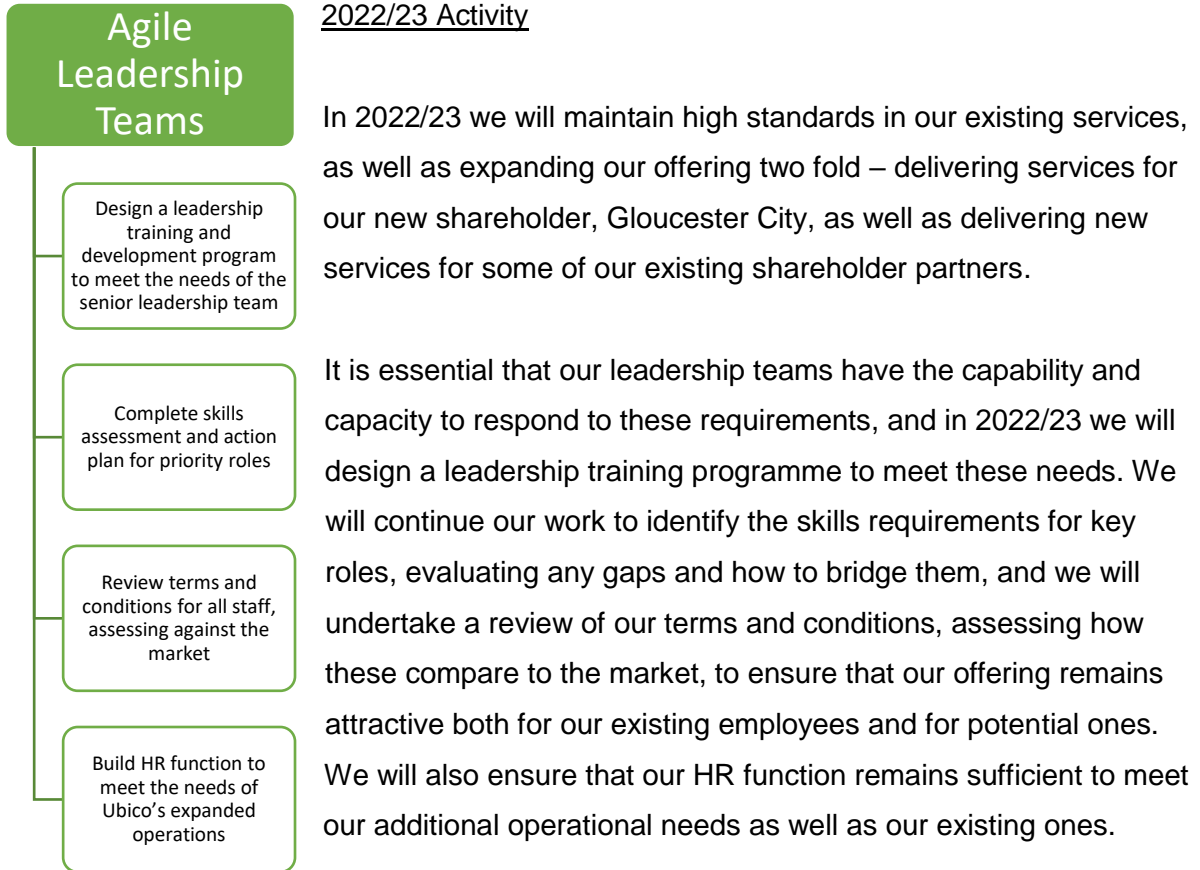 Agile
Leadership
Teams
Design a leadership
training and
development program
to meet the needs of the
senior leadership team
Complete skills
assessment and action
plan for priority roles
Review terms and
conditions for all staff,
assessing against the
market
Build HR function to
meet the needs of
Ubico’s expanded
operations
2022/23 Activity
In 2022/23 we will maintain high standards in our existing services,
as well as expanding our offering two fold – delivering services for
our new shareholder, Gloucester City, as well as delivering new
services for some of our existing shareholder partners.
It is essential that our leadership teams have the capability and
capacity to respond to these requirements, and in 2022/23 we will
design a leadership training programme to meet these needs. We
will continue our work to identify the skills requirements for key
roles, evaluating any gaps and how to bridge them, and we will
undertake a review of our terms and conditions, assessing how
these compare to the market, to ensure that our offering remains
attractive both for our existing employees and for potential ones.
We will also ensure that our HR function remains sufficient to meet
our additional operational needs as well as our existing ones.